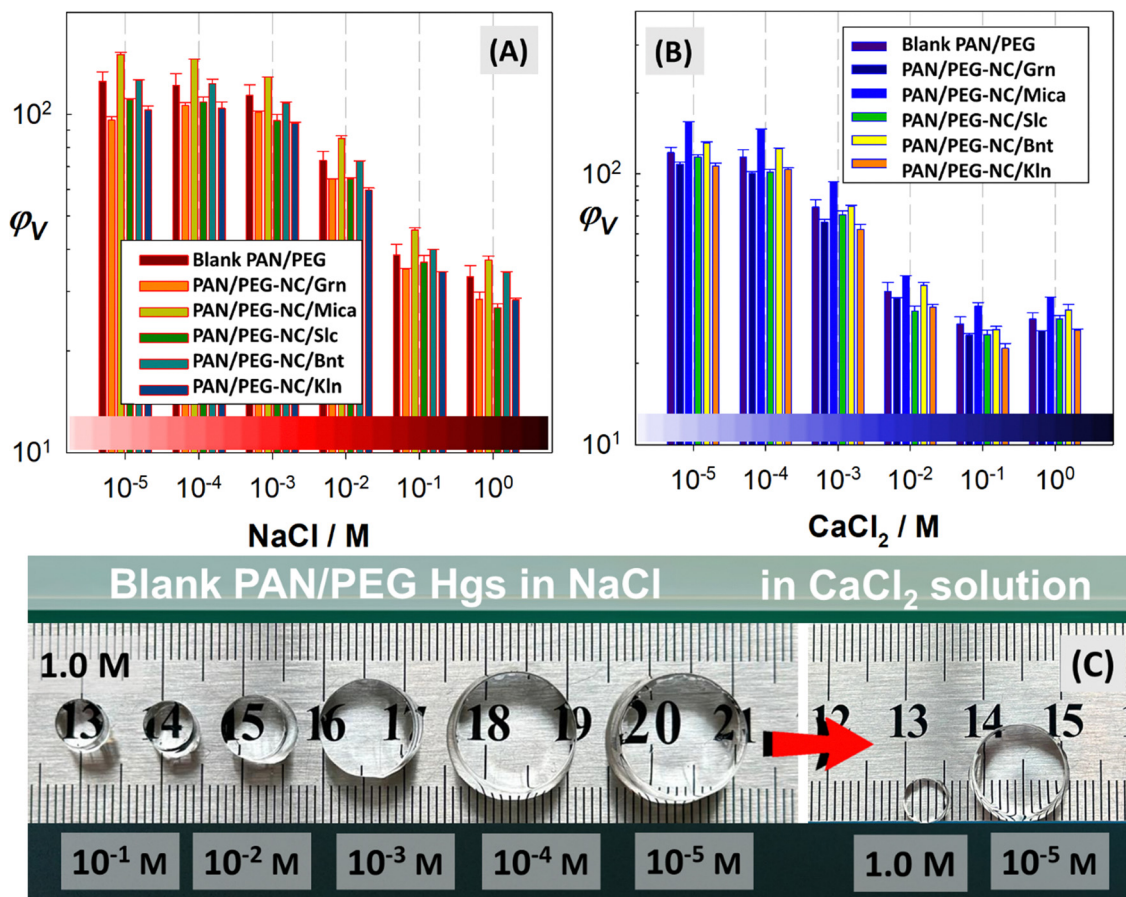 (A)
10²
φV
10¹
Blank PAN/PEG
PAN/PEG-NC/Grn
PAN/PEG-NC/Mica
PAN/PEG-NC/Slc
PAN/PEG-NC/Bnt
PAN/PEG-NC/Kln
10⁻⁵ 10⁻⁴ 10⁻³ 10⁻² 10⁻¹ 10⁰
NaCl / M
(B)
Blank PAN/PEG
PAN/PEG-NC/Grn
PAN/PEG-NC/Mica
PAN/PEG-NC/Slc
PAN/PEG-NC/Bnt
PAN/PEG-NC/Kln
10²
φV
10¹
10⁻⁵ 10⁻⁴ 10⁻³ 10⁻² 10⁻¹ 10⁰
CaCl₂ / M
Blank PAN/PEG Hgs in NaCl in CaCl₂ solution
1.0 M
(C)
13 14 15 16 17 18 19 20 21 12 13 14 15
10⁻¹ M 10⁻² M 10⁻³ M 10⁻⁴ M 10⁻⁵ M 1.0 M 10⁻⁵ M